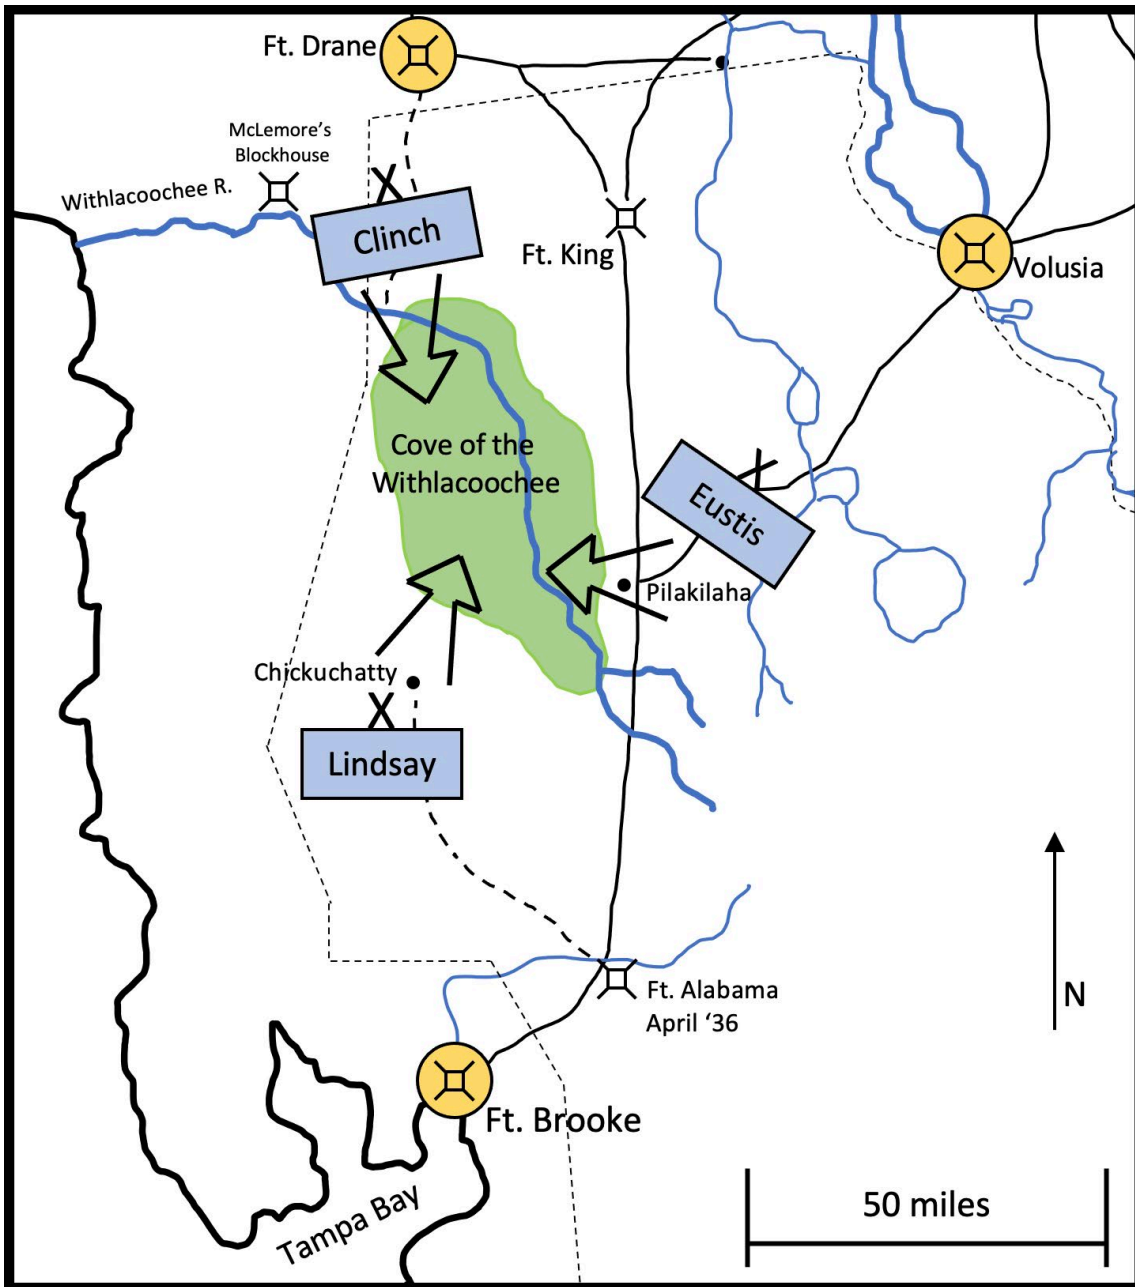 Ft. Drane
McLemore's
Blockhouse
Withlacoochee R.
Clinch
Ft. King
Volusia
Cove of the
Withlacoochee
Eustis
Pilakilaha
Chickuchatty
Lindsay
Ft. Alabama
April ‘36
N
Ft. Brooke
Tampa Bay
50 miles